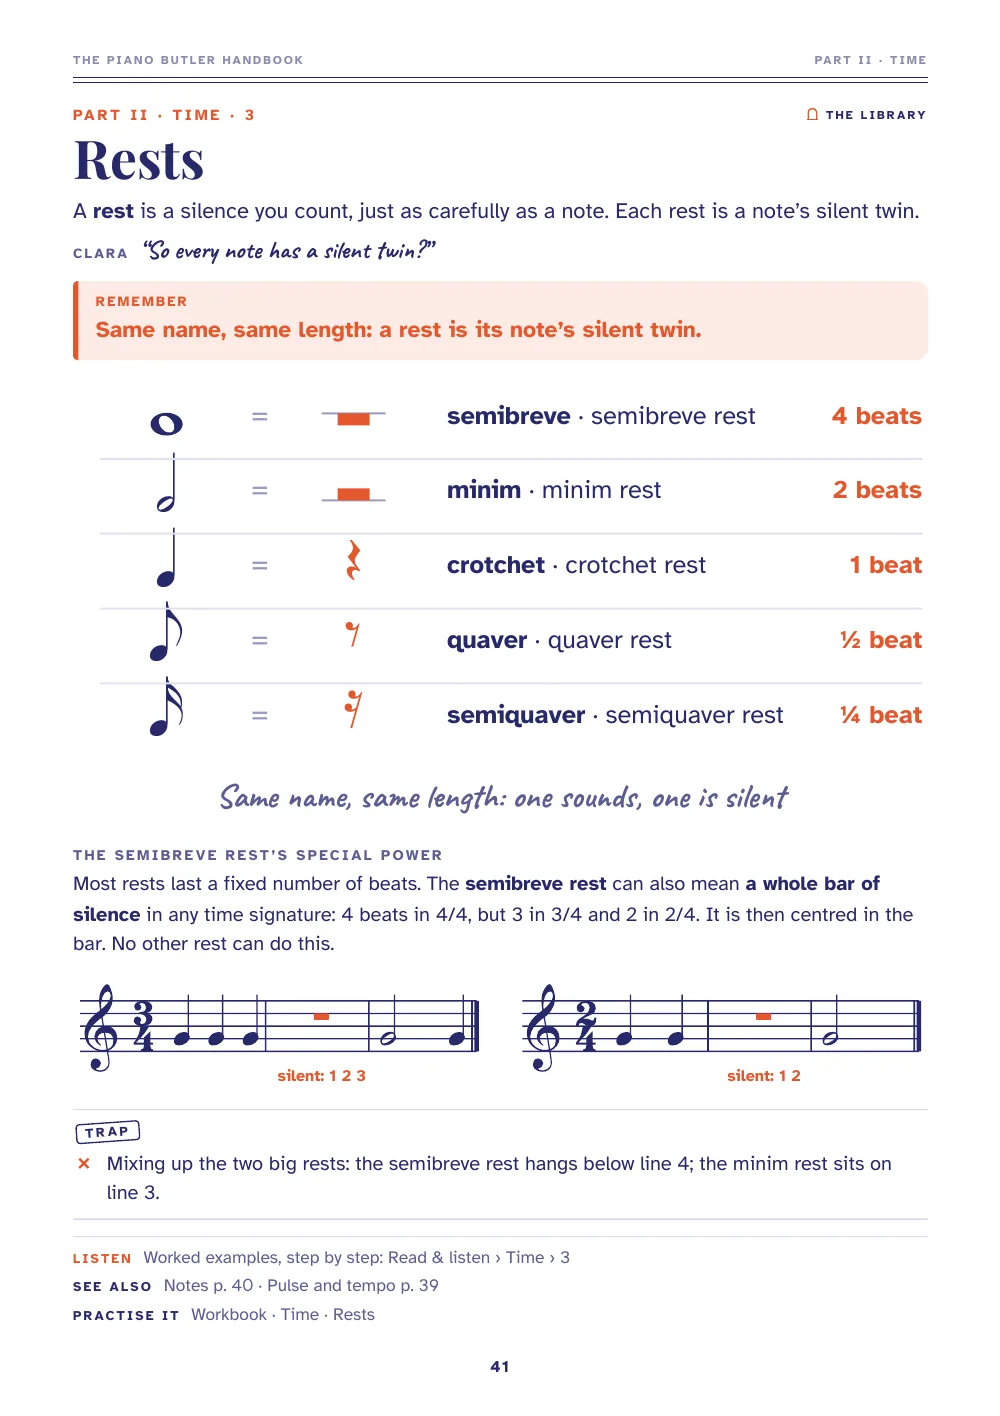 THE PIANO BUTLER HANDBOOK
PART II · TIME
PART II · TIME · 3
THE LIBRARY
Rests
A rest is a silence you count, just as carefully as a note. Each rest is a note’s silent twin.
CLARA “So every note has a silent twin?”
REMEMBER
Same name, same length: a rest is its note’s silent twin.
= semibreve · semibreve rest 4 beats
= minim · minim rest 2 beats
= crotchet · crotchet rest 1 beat
= quaver · quaver rest ½ beat
= semiquaver · semiquaver rest ¼ beat
Same name, same length: one sounds, one is silent
THE SEMIBREVE REST’S SPECIAL POWER
Most rests last a fixed number of beats. The semibreve rest can also mean a whole bar of
silence in any time signature: 4 beats in 4/4, but 3 in 3/4 and 2 in 2/4. It is then centred in the
bar. No other rest can do this.
3
4
silent: 1 2 3
2
4
silent: 1 2
TRAP
× Mixing up the two big rests: the semibreve rest hangs below line 4; the minim rest sits on
line 3.
LISTEN Worked examples, step by step: Read & listen › Time › 3
SEE ALSO Notes p. 40 · Pulse and tempo p. 39
PRACTISE IT Workbook · Time · Rests
41